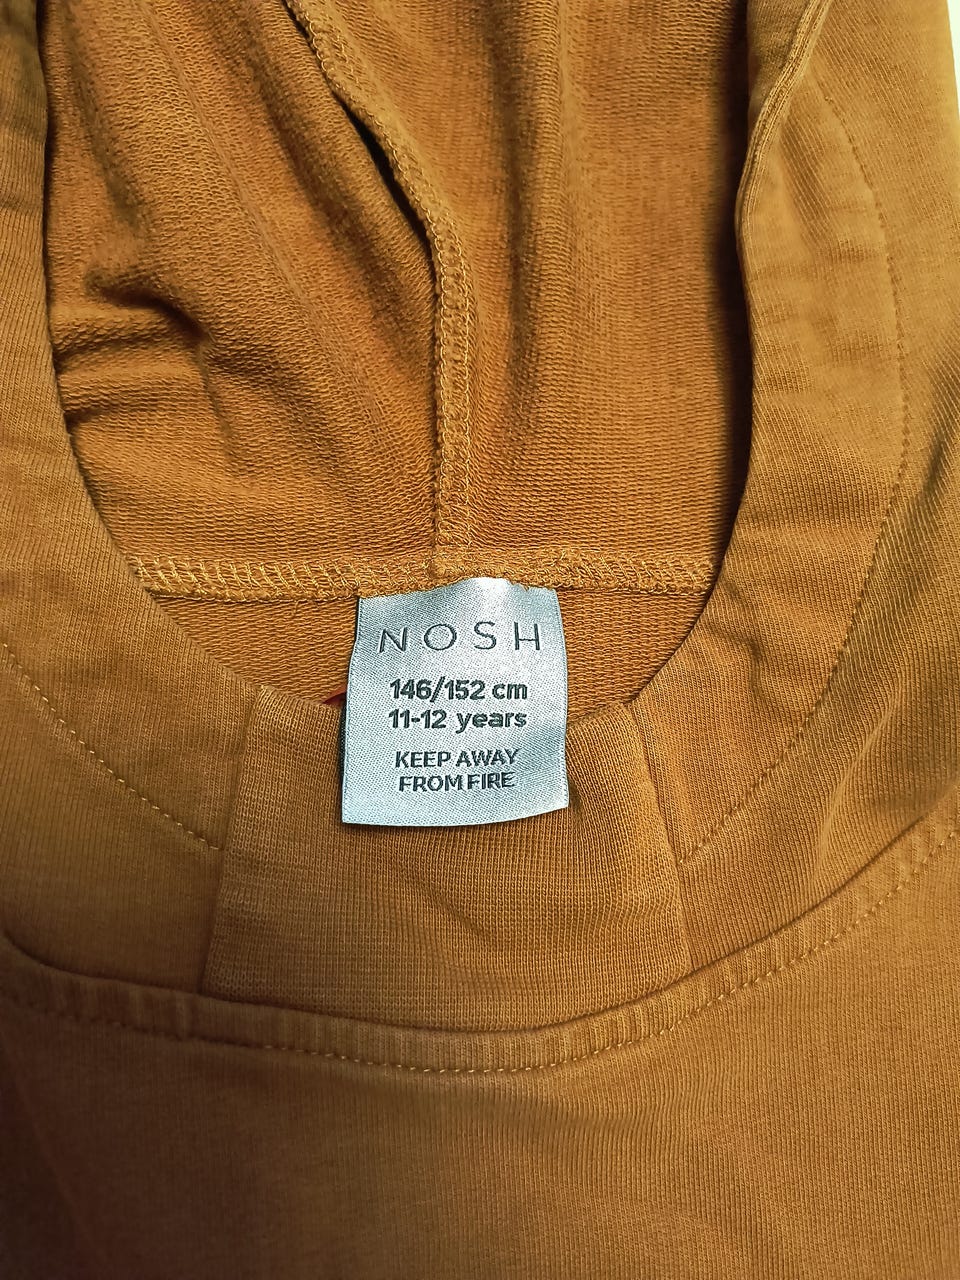 NOSH
146/152 cm
11-12 years
KEEP AWAY
FROM FIRE